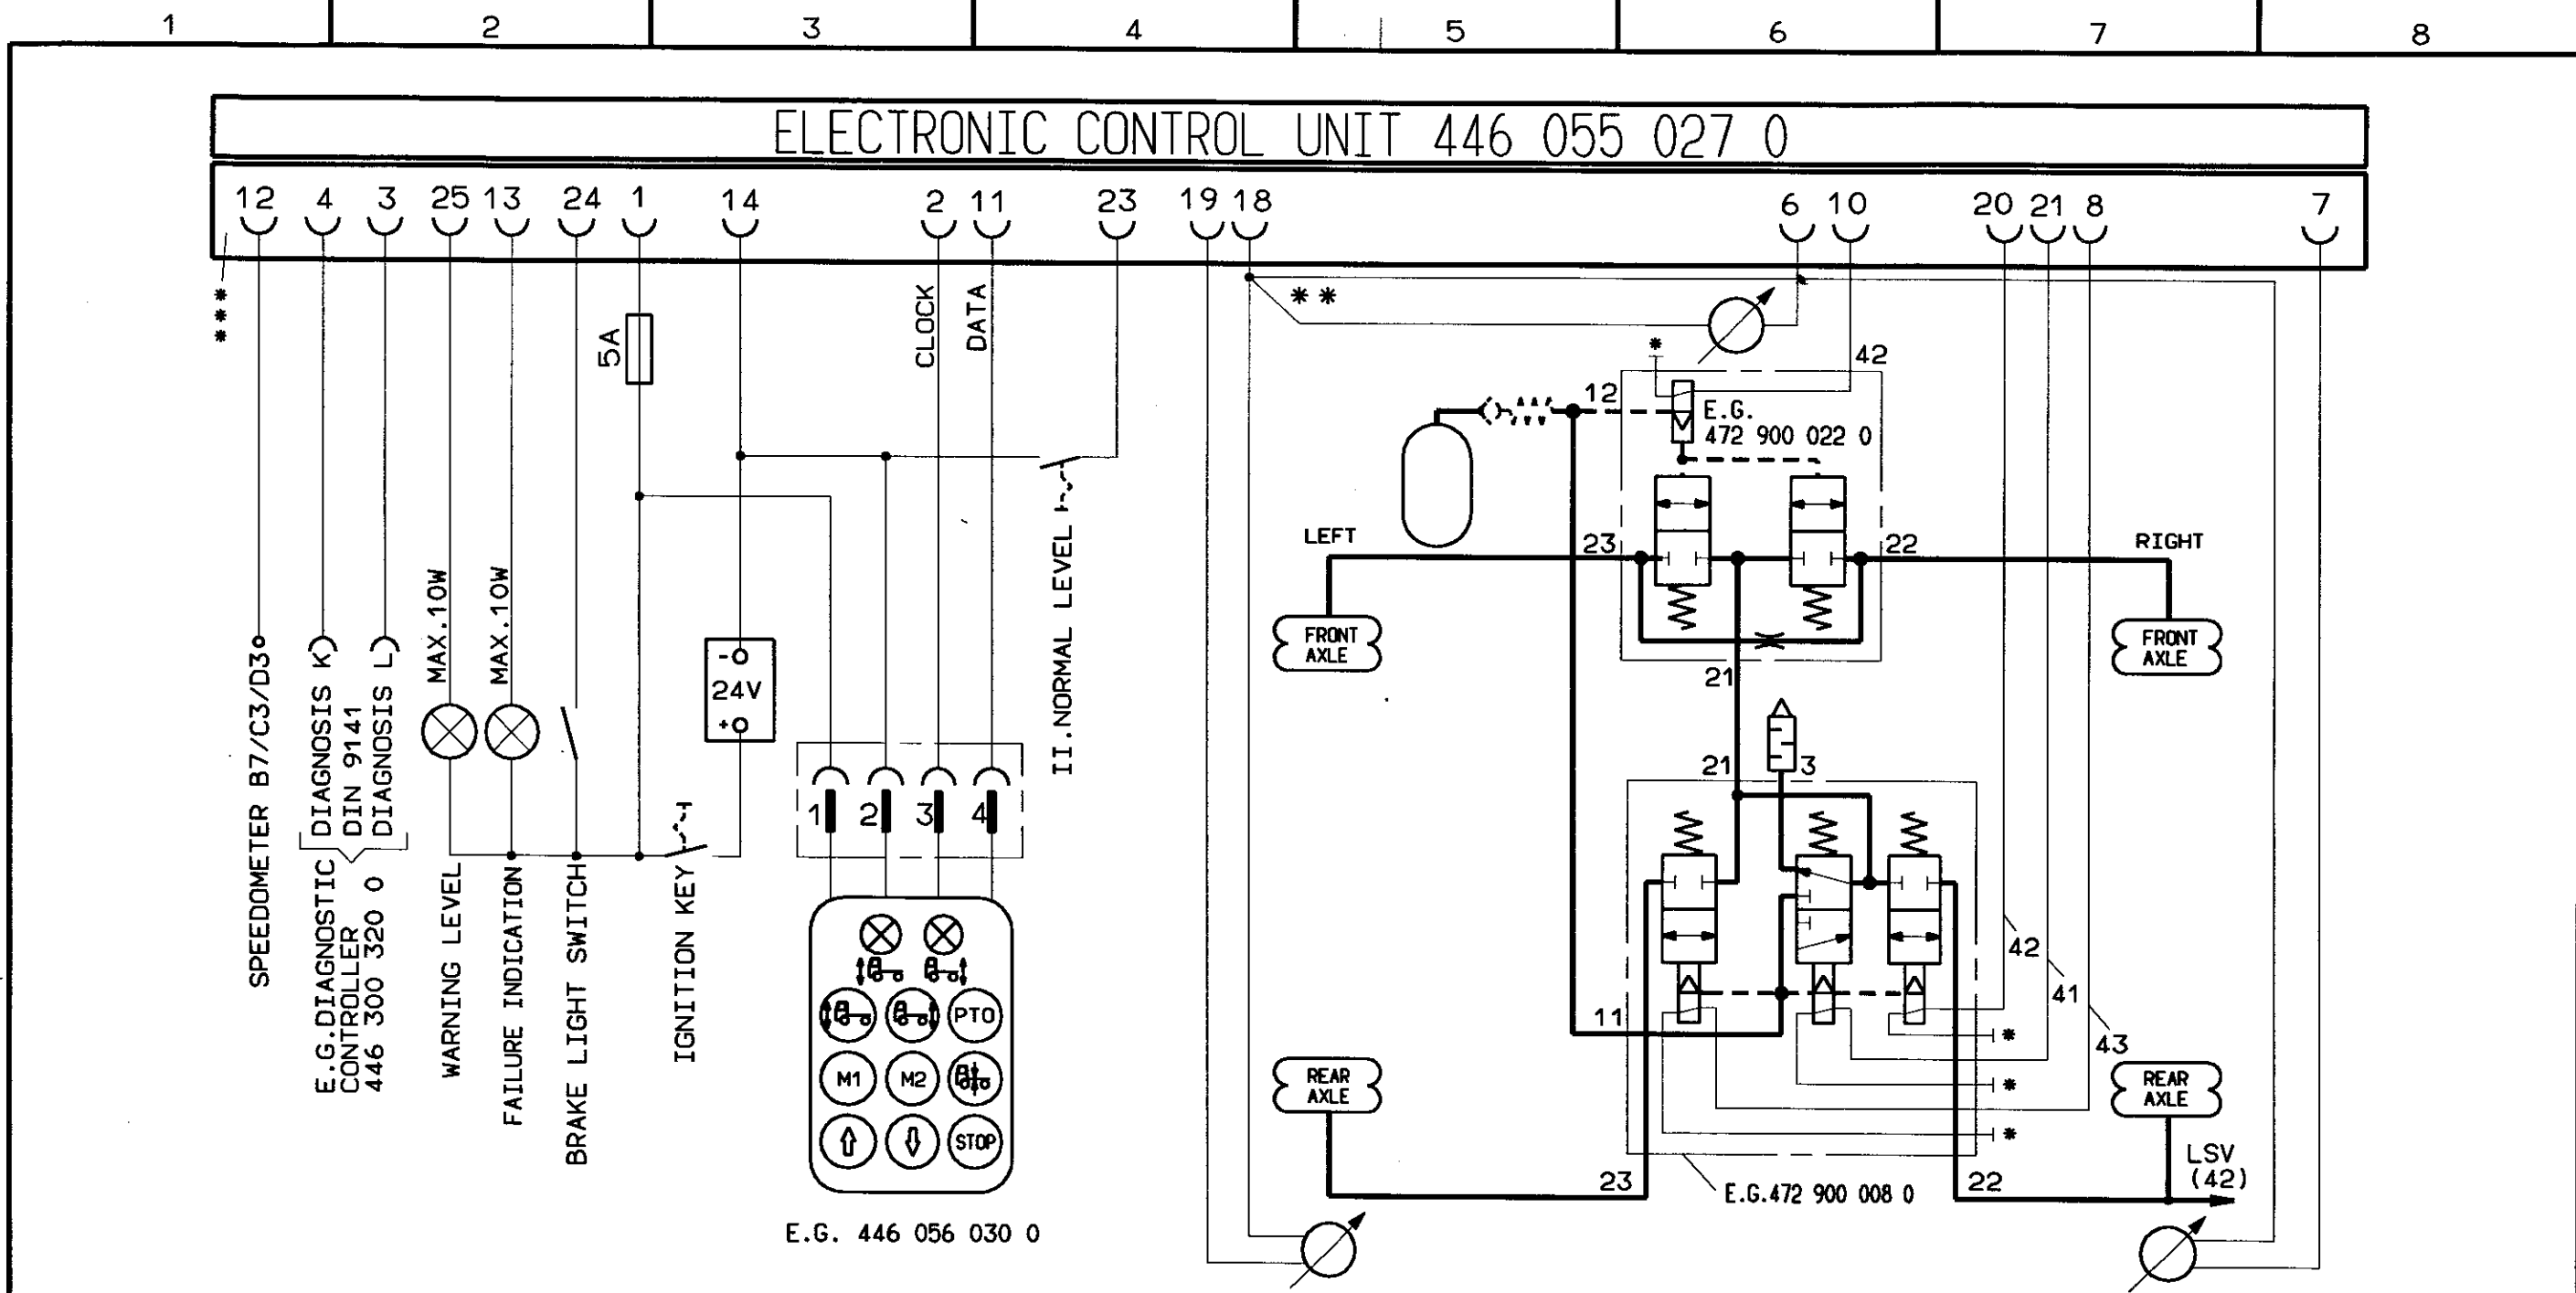 1 2 3 4 5 6 7 8
ELECTRONIC CONTROL UNIT 446 055 027 0
12 4 3 25 13 24 1 14 2 11 23 19 18 6 10 20 21 8 7
***
5A
CLOCK
DATA
**
*
42
12
E.G.
472 900 022 0
LEFT
23
22
RIGHT
FRONT
AXLE
FRONT
AXLE
21
21
3
MAX.10W
MAX.10W
-
24V
+
II.NORMAL LEVEL
SPEEDOMETER B7/C3/D3
DIAGNOSIS K
DIN 9141
DIAGNOSIS L
E.G.DIAGNOSTIC
CONTROLLER
446 300 320 0
WARNING LEVEL
FAILURE INDICATION
BRAKE LIGHT SWITCH
IGNITION KEY
1 2 3 4
PTO
M1 M2
STOP
E.G. 446 056 030 0
42
41
43
11
*
*
*
REAR
AXLE
REAR
AXLE
LSV
(42)
23
22
E.G.472 900 008 0